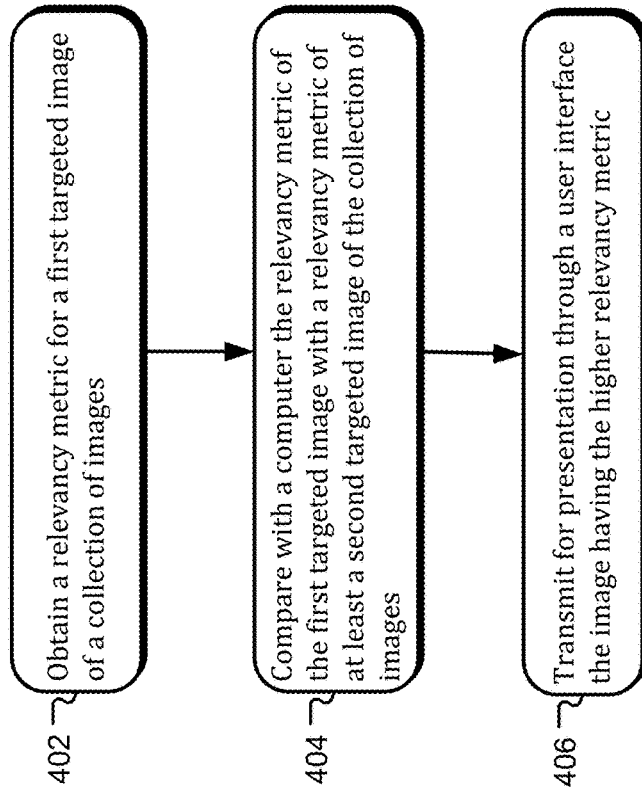 402
Obtain a relevancy metric for a first targeted image
of a collection of images
404
Compare with a computer the relevancy metric of
the first targeted image with a relevancy metric of
at least a second targeted image of the collection of
images
406
Transmit for presentation through a user interface
the image having the higher relevancy metric